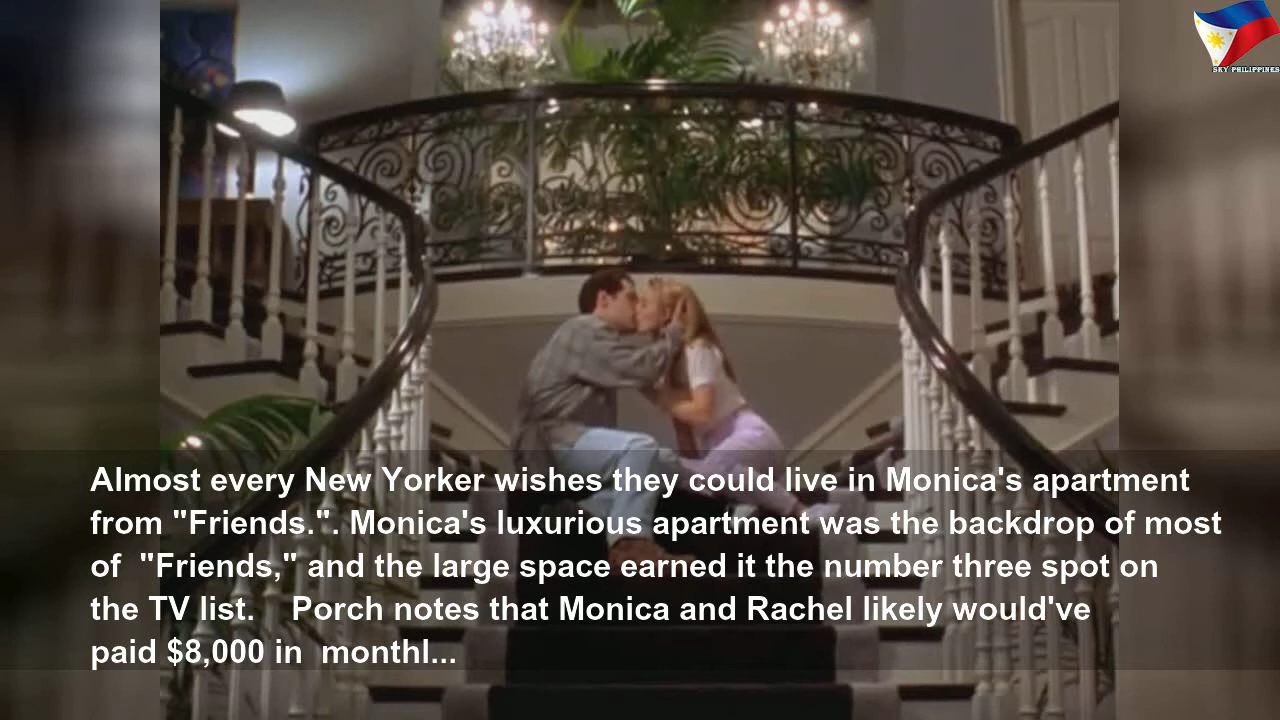 SKY PHILIPPINES
Almost every New Yorker wishes they could live in Monica's apartment
from "Friends.". Monica's luxurious apartment was the backdrop of most
of  "Friends," and the large space earned it the number three spot on
the TV list.    Porch notes that Monica and Rachel likely would've
paid $8,000 in  monthl...